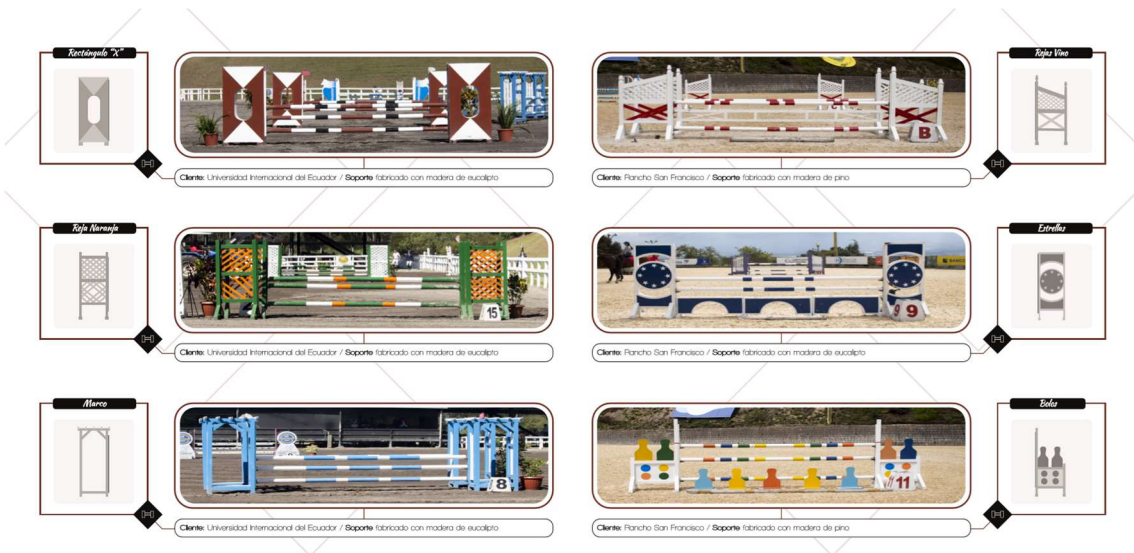 Rectángulo "X"
Cliente: Universidad Internacional del Ecuador / Soporte fabricado con madera de eucalipto
Rejas Vino
B
Cliente: Rancho San Francisco / Soporte fabricado con madera de pino
Reja Naranja
15
Cliente: Universidad Internacional del Ecuador / Soporte fabricado con madera de eucalipto
Estrellas
BANCO
9 9
Cliente: Rancho San Francisco / Soporte fabricado con madera de eucalipto
Marco
8
Cliente: Universidad Internacional del Ecuador / Soporte fabricado con madera de eucalipto
Bolos
11
Cliente: Rancho San Francisco / Soporte fabricado con madera de pino